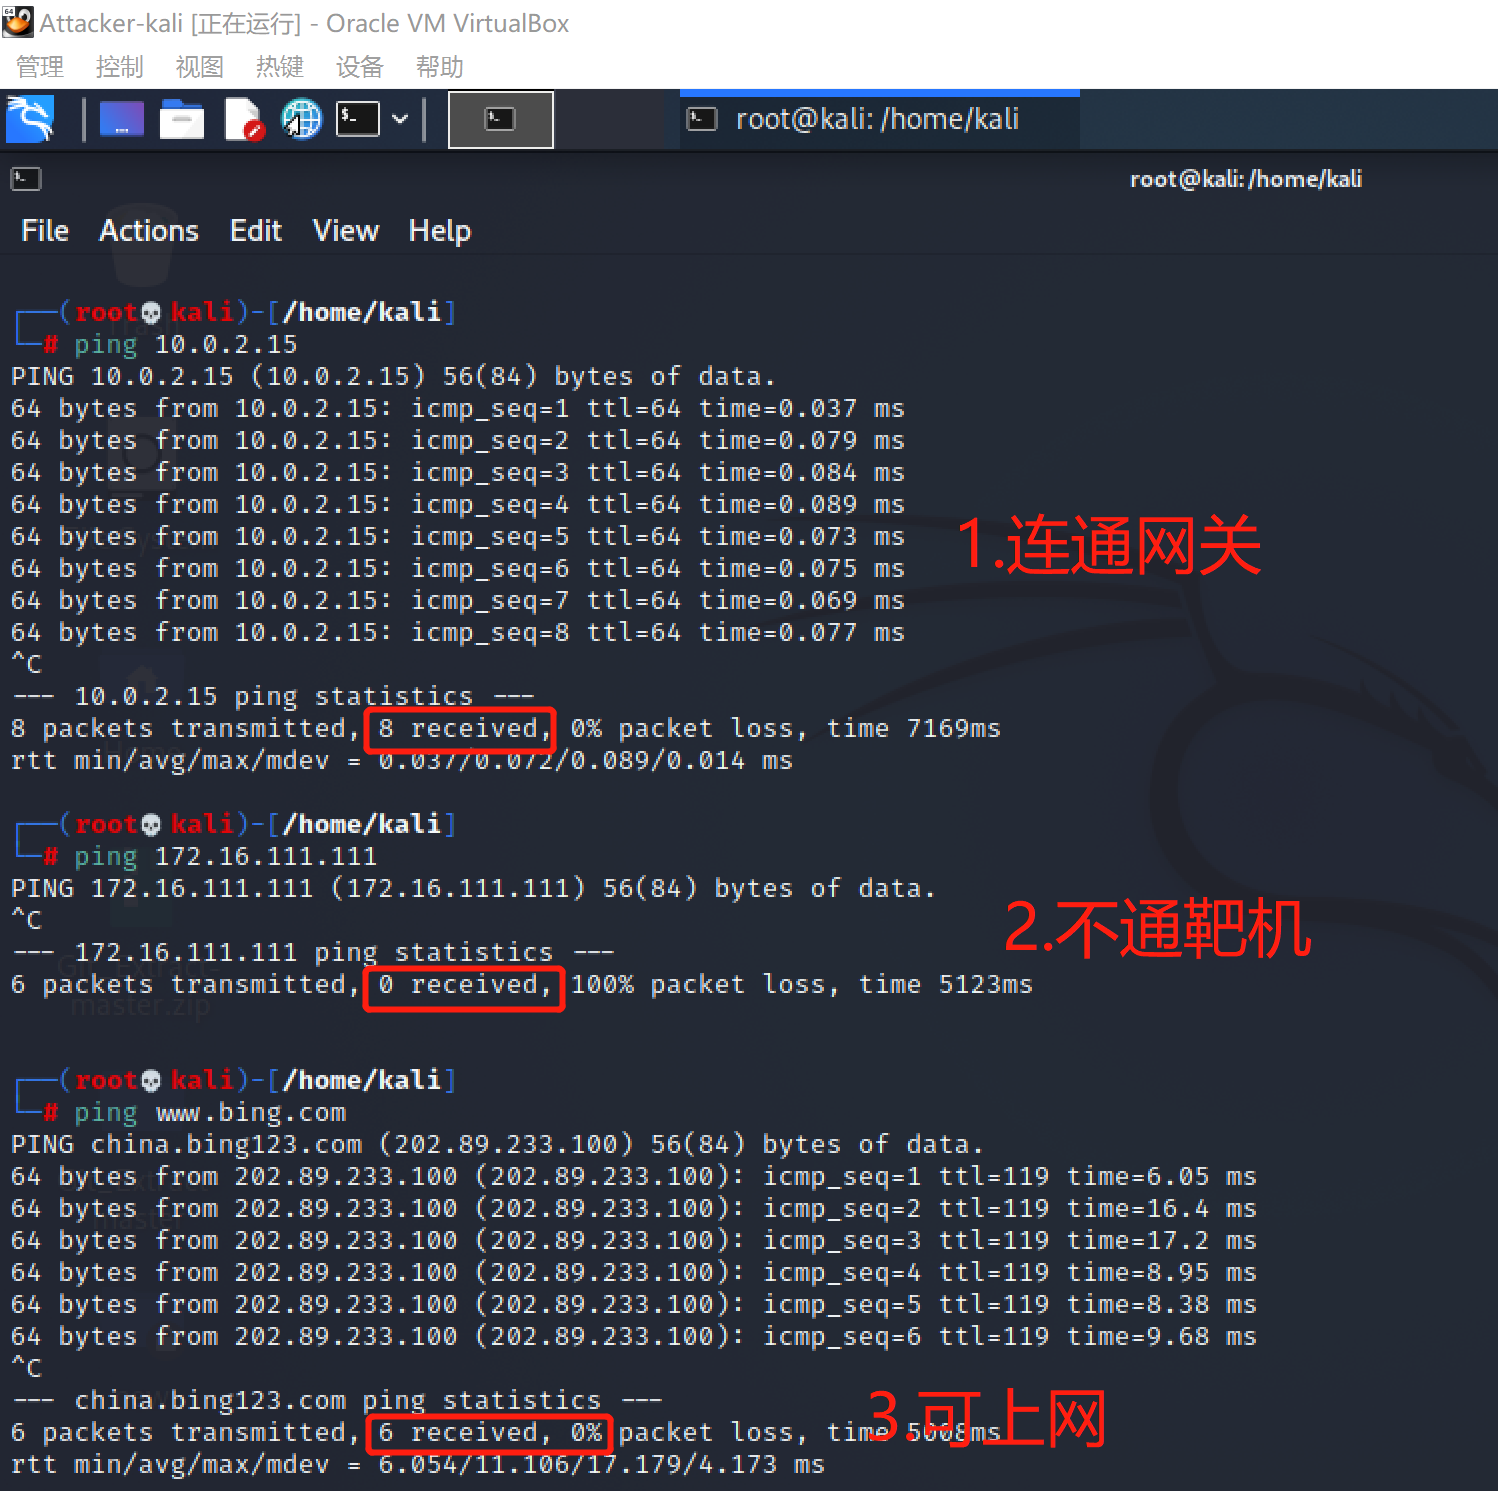 Attacker-kali [正在运行] - Oracle VM VirtualBox
管理 控制 视图 热键 设备 帮助
root@kali: /home/kali
root@kali: /home/kali
File Actions Edit View Help
┌──(root💀kali)-[/home/kali]
└─# ping 10.0.2.15
PING 10.0.2.15 (10.0.2.15) 56(84) bytes of data.
64 bytes from 10.0.2.15: icmp_seq=1 ttl=64 time=0.037 ms
64 bytes from 10.0.2.15: icmp_seq=2 ttl=64 time=0.079 ms
64 bytes from 10.0.2.15: icmp_seq=3 ttl=64 time=0.084 ms
64 bytes from 10.0.2.15: icmp_seq=4 ttl=64 time=0.089 ms
64 bytes from 10.0.2.15: icmp_seq=5 ttl=64 time=0.073 ms
1.连通网关
64 bytes from 10.0.2.15: icmp_seq=6 ttl=64 time=0.075 ms
64 bytes from 10.0.2.15: icmp_seq=7 ttl=64 time=0.069 ms
64 bytes from 10.0.2.15: icmp_seq=8 ttl=64 time=0.077 ms
^C
--- 10.0.2.15 ping statistics ---
8 packets transmitted, 8 received, 0% packet loss, time 7169ms
rtt min/avg/max/mdev = 0.037/0.072/0.089/0.014 ms
┌──(root💀kali)-[/home/kali]
└─# ping 172.16.111.111
PING 172.16.111.111 (172.16.111.111) 56(84) bytes of data.
^C
2.不通靶机
--- 172.16.111.111 ping statistics ---
6 packets transmitted, 0 received, 100% packet loss, time 5123ms
master.zip
┌──(root💀kali)-[/home/kali]
└─# ping www.bing.com
PING china.bing123.com (202.89.233.100) 56(84) bytes of data.
64 bytes from 202.89.233.100 (202.89.233.100): icmp_seq=1 ttl=119 time=6.05 ms
64 bytes from 202.89.233.100 (202.89.233.100): icmp_seq=2 ttl=119 time=16.4 ms
64 bytes from 202.89.233.100 (202.89.233.100): icmp_seq=3 ttl=119 time=17.2 ms
64 bytes from 202.89.233.100 (202.89.233.100): icmp_seq=4 ttl=119 time=8.95 ms
64 bytes from 202.89.233.100 (202.89.233.100): icmp_seq=5 ttl=119 time=8.38 ms
64 bytes from 202.89.233.100 (202.89.233.100): icmp_seq=6 ttl=119 time=9.68 ms
^C
--- china.bing123.com ping statistics ---
3.可上网
6 packets transmitted, 6 received, 0% packet loss, time 5008ms
rtt min/avg/max/mdev = 6.054/11.106/17.179/4.173 ms